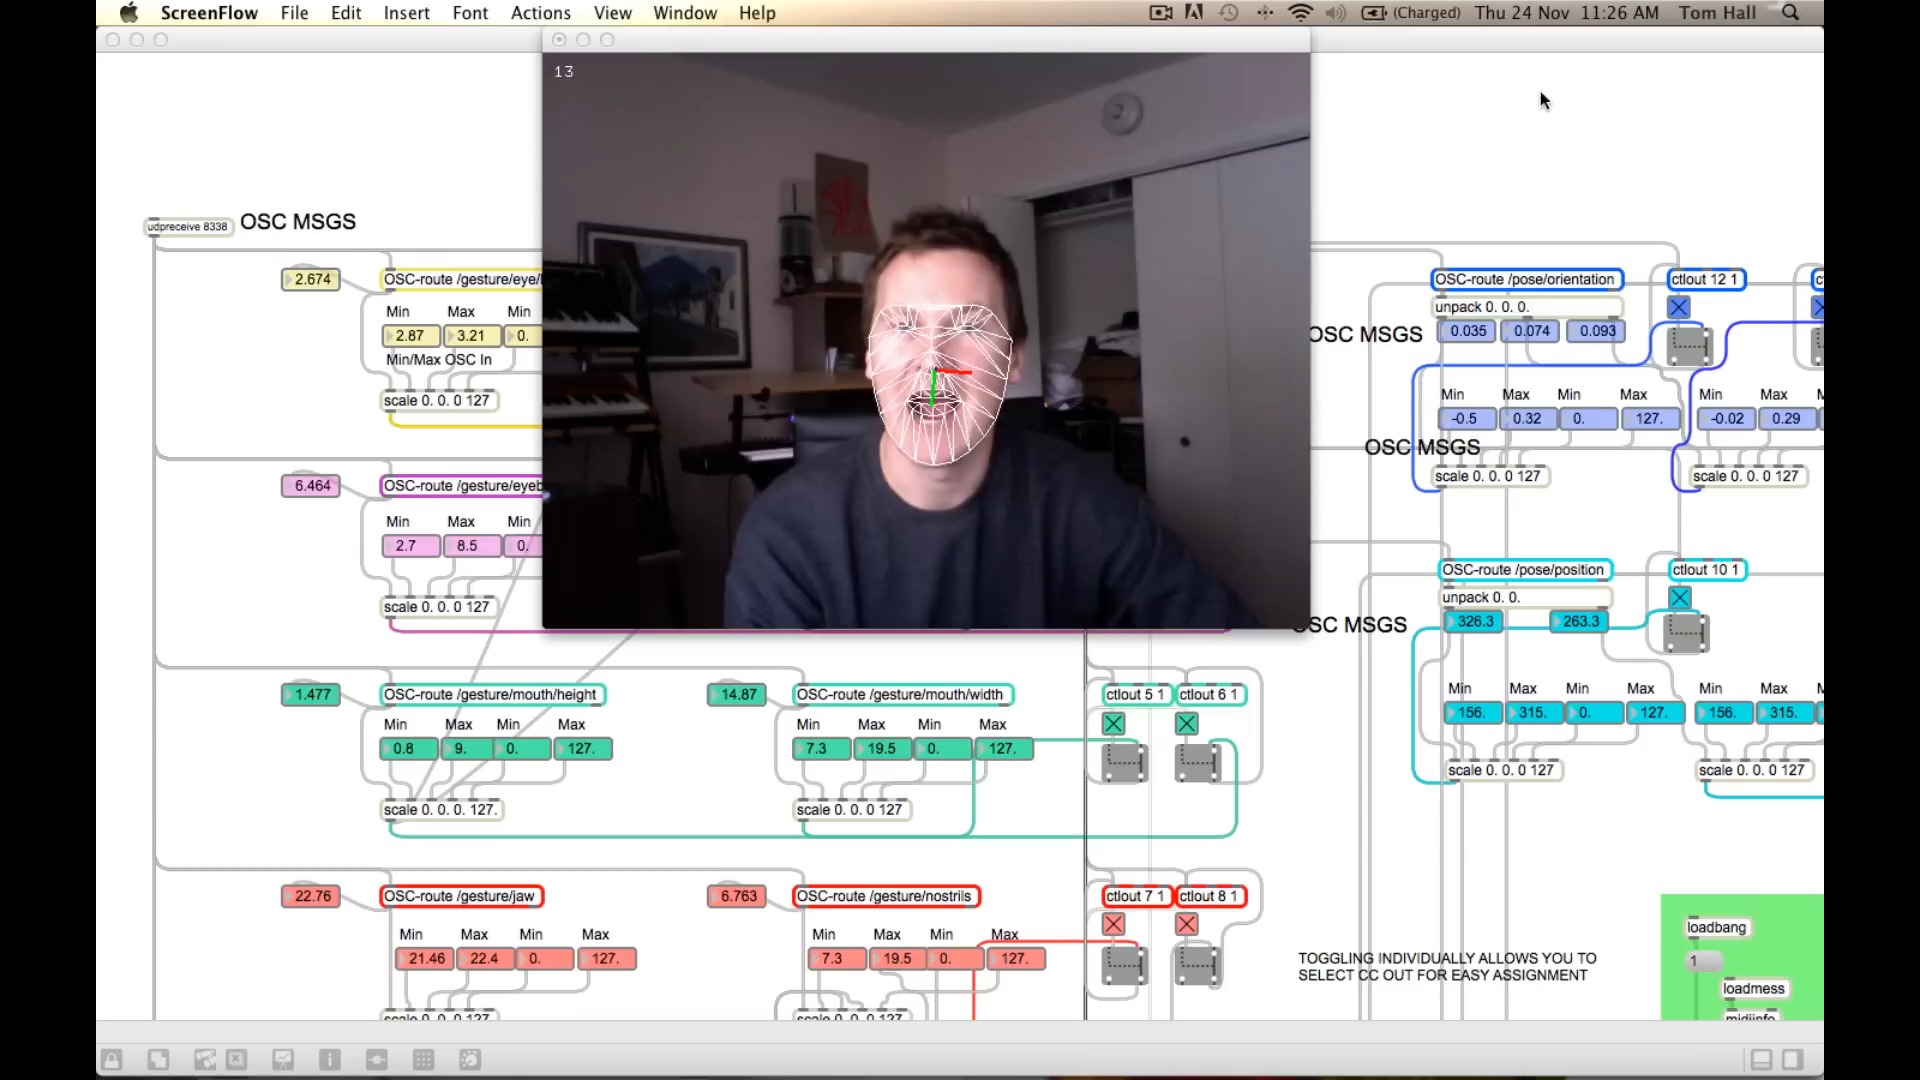 ScreenFlow File Edit Insert Font Actions View Window Help (Charged) Thu 24 Nov 11:26 AM Tom Hall
13
udpreceive 8338 OSC MSGS
2.674 OSC-route /gesture/eye/
Min Max Min
2.87 3.21 0.
Min/Max OSC In
scale 0. 0. 0 127
6.464 OSC-route /gesture/eyeb
Min Max Min
2.7 8.5 0.
scale 0. 0. 0 127
1.477 OSC-route /gesture/mouth/height
Min Max Min Max
0.8 9. 0. 127.
scale 0. 0. 0. 127.
14.87 OSC-route /gesture/mouth/width
Min Max Min Max
7.3 19.5 0. 127.
scale 0. 0. 0 127
ctlout 5 1 ctlout 6 1
22.76 OSC-route /gesture/jaw
Min Max Min Max
21.46 22.4 0. 127.
scale 0. 0. 0 127
6.763 OSC-route /gesture/nostrils
Min Max Min Max
7.3 19.5 0. 127.
scale 0. 0. 0 127
ctlout 7 1 ctlout 8 1
OSC MSGS
OSC-route /pose/orientation ctlout 12 1
unpack 0. 0. 0.
0.035 0.074 0.093
Min Max Min Max Min Max
-0.5 0.32 0. 127. -0.02 0.29
OSC MSGS
scale 0. 0. 0 127 scale 0. 0. 0 127
OSC-route /pose/position ctlout 10 1
unpack 0. 0.
OSC MSGS 326.3 263.3
Min Max Min Max Min Max
156. 315. 0. 127. 156. 315.
scale 0. 0. 0 127 scale 0. 0. 0 127
TOGGLING INDIVIDUALLY ALLOWS YOU TO
SELECT CC OUT FOR EASY ASSIGNMENT
loadbang
1
loadmess
midiinfo